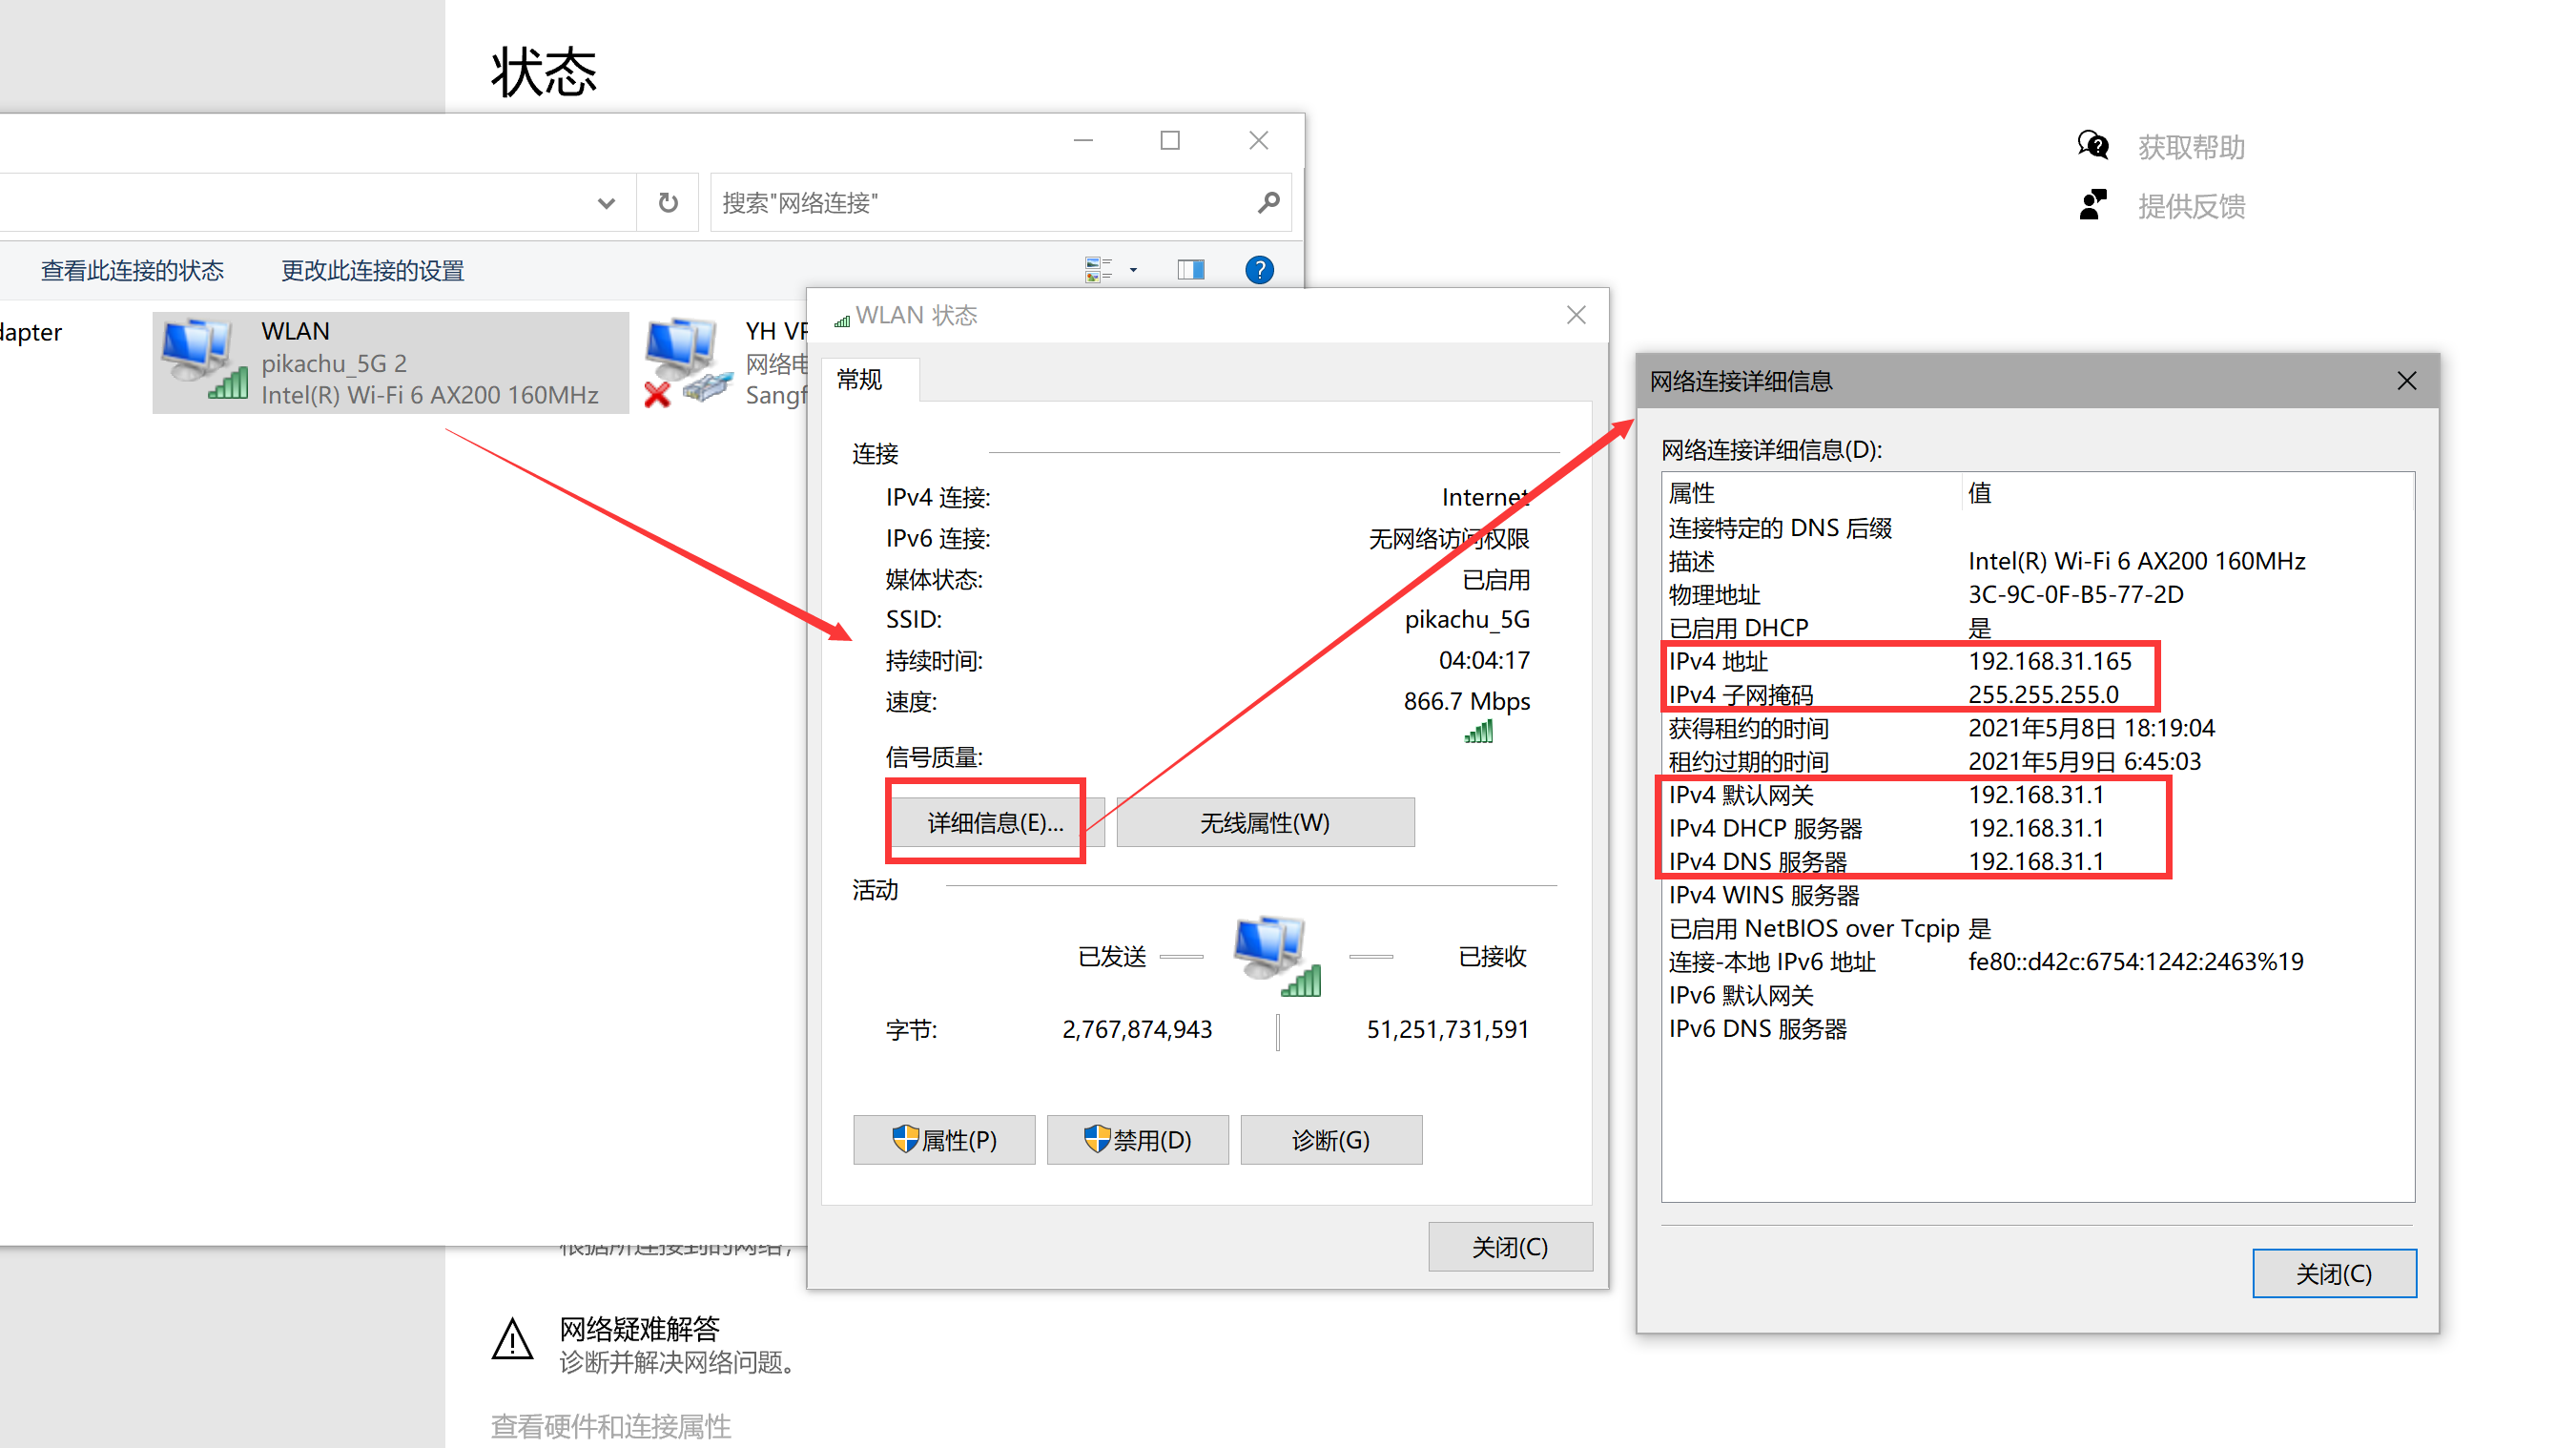 状态
获取帮助
提供反馈
搜索"网络连接"
查看此连接的状态
更改此连接的设置
dapter
WLAN
pikachu_5G 2
Intel(R) Wi-Fi 6 AX200 160MHz
YH VP
网络电
Sangf
WLAN 状态
常规
连接
IPv4 连接: Internet
IPv6 连接: 无网络访问权限
媒体状态: 已启用
SSID: pikachu_5G
持续时间: 04:04:17
速度: 866.7 Mbps
信号质量:
详细信息(E)...
无线属性(W)
活动
已发送
已接收
字节: 2,767,874,943 51,251,731,591
属性(P)
禁用(D)
诊断(G)
关闭(C)
网络连接详细信息
网络连接详细信息(D):
属性 值
连接特定的 DNS 后缀
描述 Intel(R) Wi-Fi 6 AX200 160MHz
物理地址 3C-9C-0F-B5-77-2D
已启用 DHCP 是
IPv4 地址 192.168.31.165
IPv4 子网掩码 255.255.255.0
获得租约的时间 2021年5月8日 18:19:04
租约过期的时间 2021年5月9日 6:45:03
IPv4 默认网关 192.168.31.1
IPv4 DHCP 服务器 192.168.31.1
IPv4 DNS 服务器 192.168.31.1
IPv4 WINS 服务器
已启用 NetBIOS over Tcpip 是
连接-本地 IPv6 地址 fe80::d42c:6754:1242:2463%19
IPv6 默认网关
IPv6 DNS 服务器
关闭(C)
根据所连接到的网络，
网络疑难解答
诊断并解决网络问题。
查看硬件和连接属性